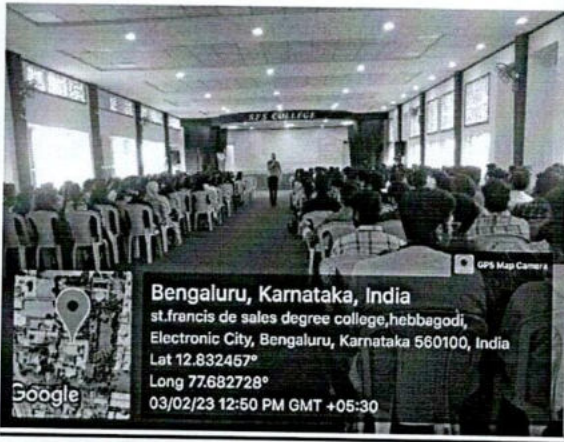 SFS COLLEGE
GPS Map Camera
Bengaluru, Karnataka, India
st.francis de sales degree college,hebbagodi,
Electronic City, Bengaluru, Karnataka 560100, India
Lat 12.832457°
Long 77.682728°
03/02/23 12:50 PM GMT +05:30
Google